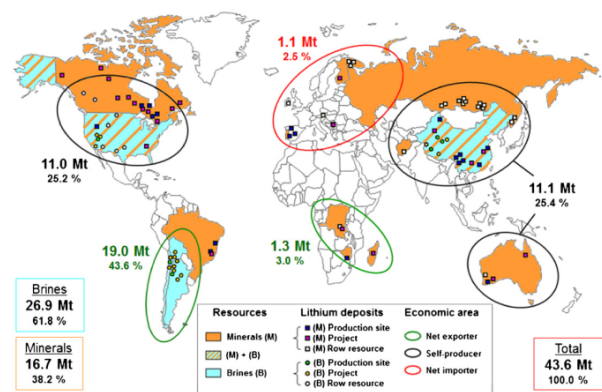 1.1 Mt
2.5 %
11.0 Mt
25.2 %
11.1 Mt
25.4 %
19.0 Mt
43.6 %
1.3 Mt
3.0 %
Brines
26.9 Mt
61.8 %
Minerals
16.7 Mt
38.2 %
Resources
Minerals (M)
(M) + (B)
Brines (B)
Lithium deposits
(M) Production site
(M) Project
(M) Row resource
(B) Production site
(B) Project
(B) Row resource
Economic area
Net exporter
Self-producer
Net importer
Total
43.6 Mt
100.0 %